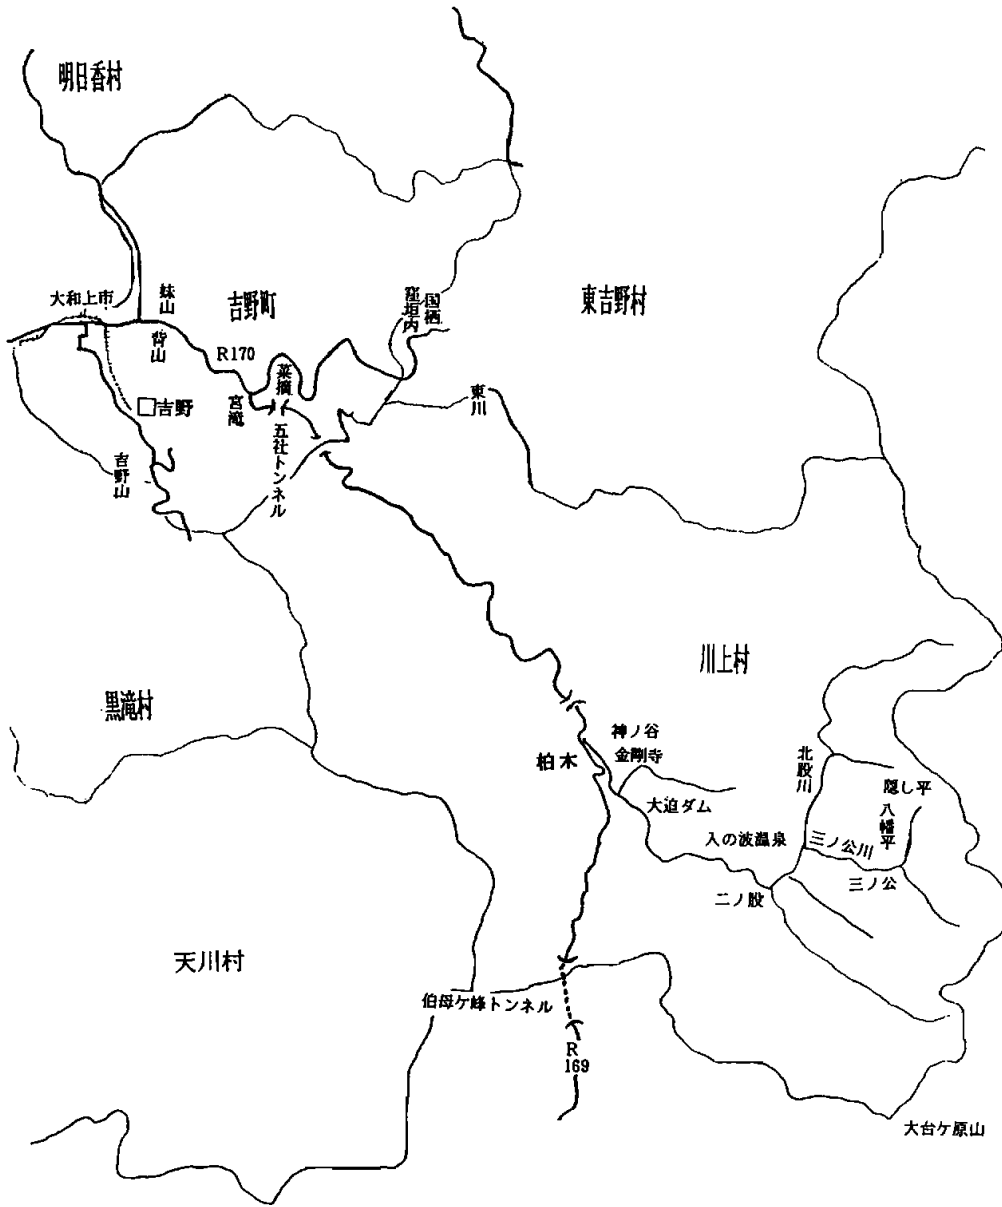 明日香村
大和上市
妹山
背山
吉野町
R170
菜摘
宮滝
五社トンネル
窪垣内
国栖
東吉野村
東川
吉野
吉野山
黒滝村
川上村
神ノ谷
金剛寺
柏木
大迫ダム
入の波温泉
北股川
隠し平
八幡平
三ノ公川
三ノ公
二ノ股
天川村
伯母ケ峰トンネル
R
169
大台ケ原山